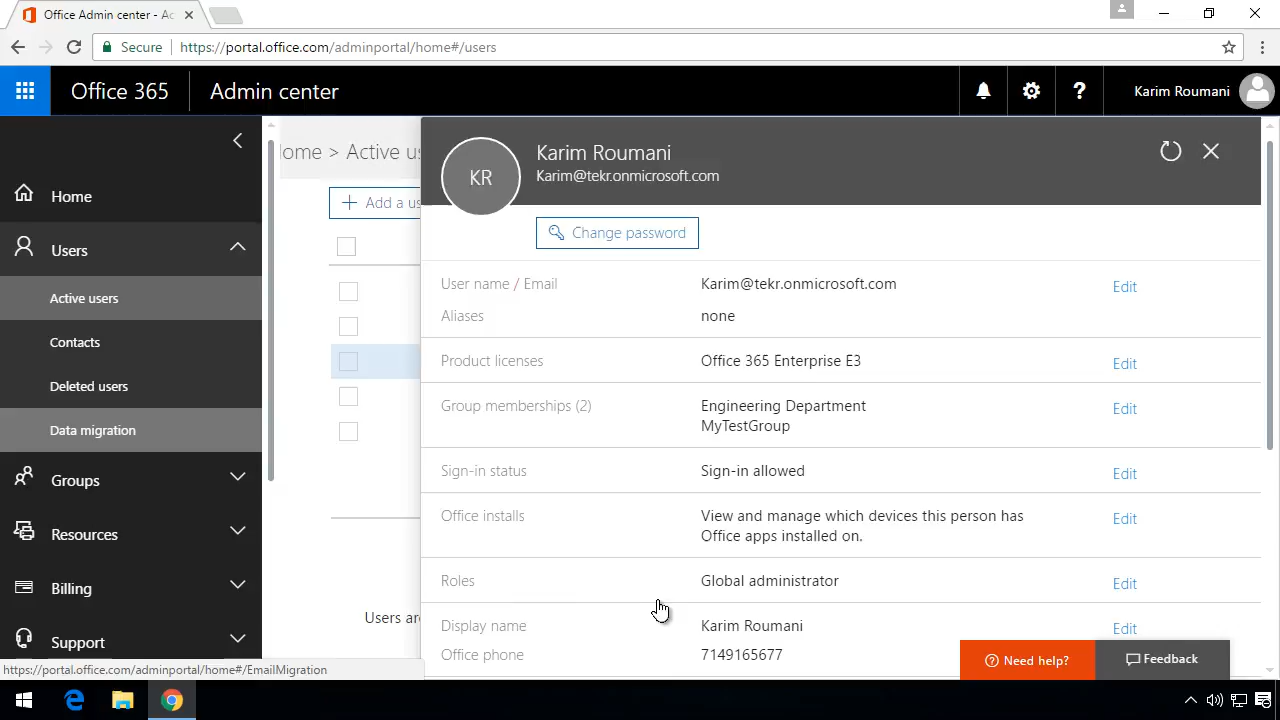 Office Admin center - Ac
Secure
https://portal.office.com/adminportal/home#/users
Office 365
Admin center
?
Karim Roumani
Home
Users
Active users
Contacts
Deleted users
Data migration
Groups
Resources
Billing
Support
ome > Active us
+ Add a us
Users are
KR
Karim Roumani
Karim@tekr.onmicrosoft.com
Change password
User name / Email Karim@tekr.onmicrosoft.com Edit
Aliases none
Product licenses Office 365 Enterprise E3 Edit
Group memberships (2) Engineering Department Edit
MyTestGroup
Sign-in status Sign-in allowed Edit
Office installs View and manage which devices this person has Edit
Office apps installed on.
Roles Global administrator Edit
Display name Karim Roumani Edit
Office phone 7149165677
Need help?
Feedback
https://portal.office.com/adminportal/home#/EmailMigration